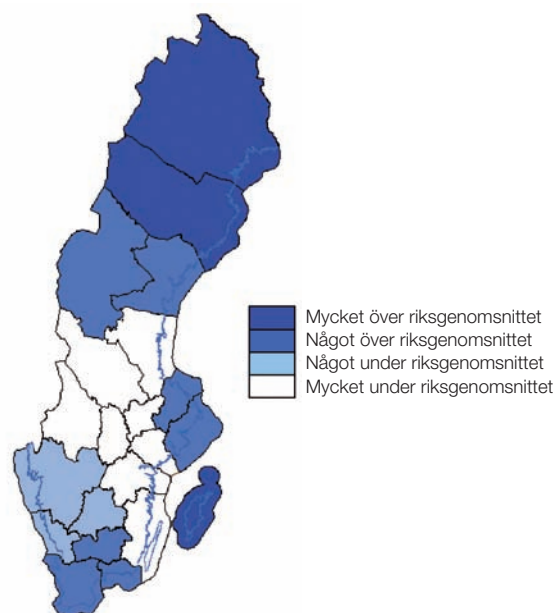 Mycket över riksgenomsnittet
Något över riksgenomsnittet
Något under riksgenomsnittet
Mycket under riksgenomsnittet